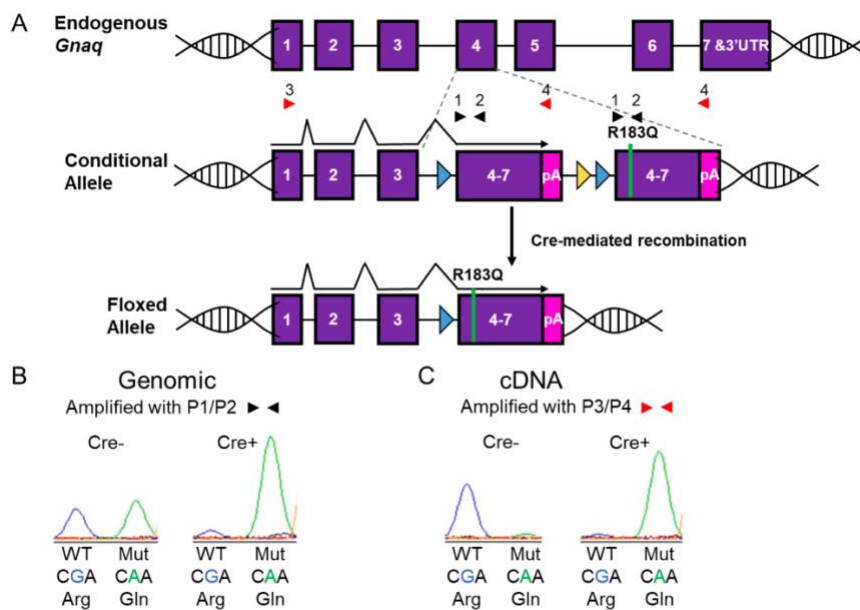 A
Endogenous
Gnaq
1 2 3 4 5 6 7 &3'UTR
3 1 2 4 1 2 4
R183Q
Conditional
Allele
1 2 3 4-7 pA 4-7 pA
Cre-mediated recombination
R183Q
Floxed
Allele
1 2 3 4-7 pA
B Genomic
Amplified with P1/P2
Cre- Cre+
WT Mut WT Mut
CGA CAA CGA CAA
Arg Gln Arg Gln
C cDNA
Amplified with P3/P4
Cre- Cre+
WT Mut WT Mut
CGA CAA CGA CAA
Arg Gln Arg Gln